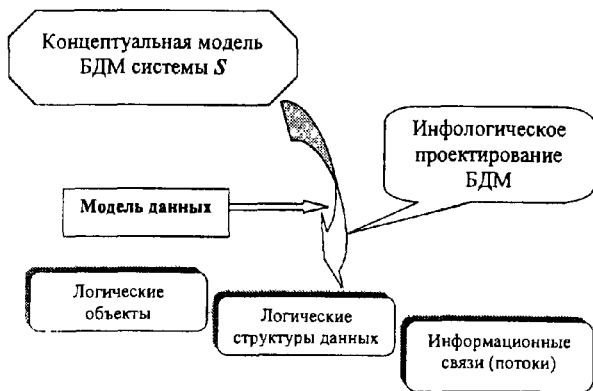 Концептуальная модель
БДМ системы S
Инфологическое
проектирование
БДМ
Модель данных
Логические
объекты
Логические
структуры данных
Информационные
связи (потоки)